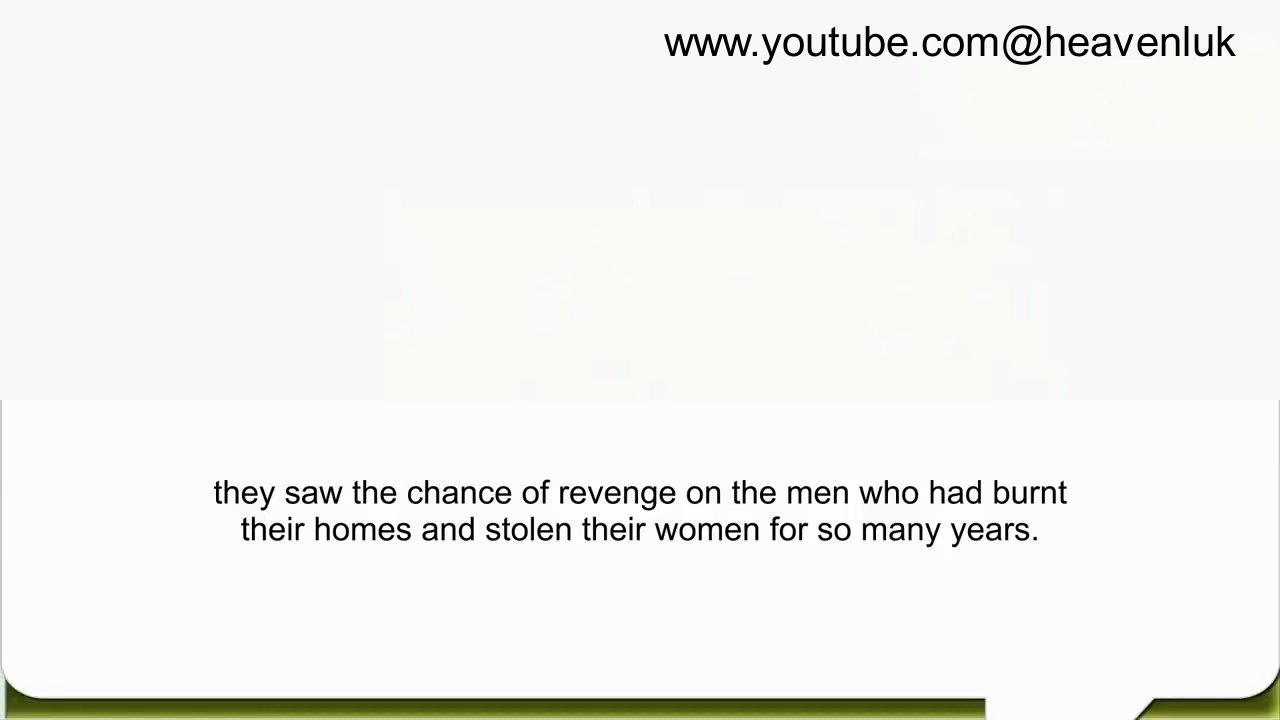 www.youtube.com@heavenluk
they saw the chance of revenge on the men who had burnt
their homes and stolen their women for so many years.